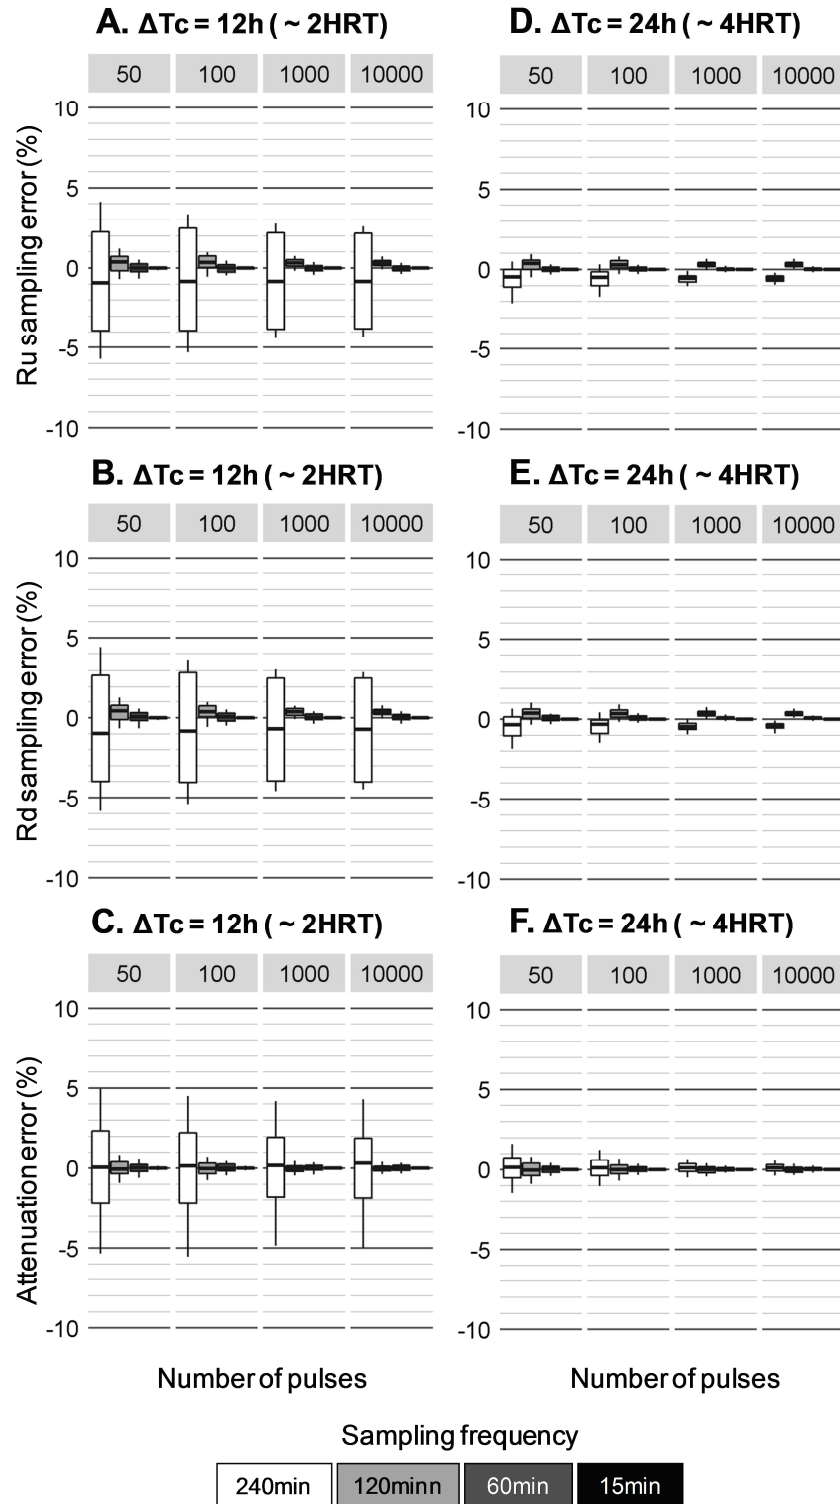 A. ΔTc = 12h ( ~ 2HRT)
50 100 1000 10000
Ru sampling error (%)
10
5
0
-5
-10
D. ΔTc = 24h ( ~ 4HRT)
50 100 1000 10000
10
5
0
-5
-10
B. ΔTc = 12h ( ~ 2HRT)
50 100 1000 10000
Rd sampling error (%)
10
5
0
-5
-10
E. ΔTc = 24h ( ~ 4HRT)
50 100 1000 10000
10
5
0
-5
-10
C. ΔTc = 12h ( ~ 2HRT)
50 100 1000 10000
Attenuation error (%)
10
5
0
-5
-10
Number of pulses
F. ΔTc = 24h ( ~ 4HRT)
50 100 1000 10000
10
5
0
-5
-10
Number of pulses
Sampling frequency
240min 120minn 60min 15min